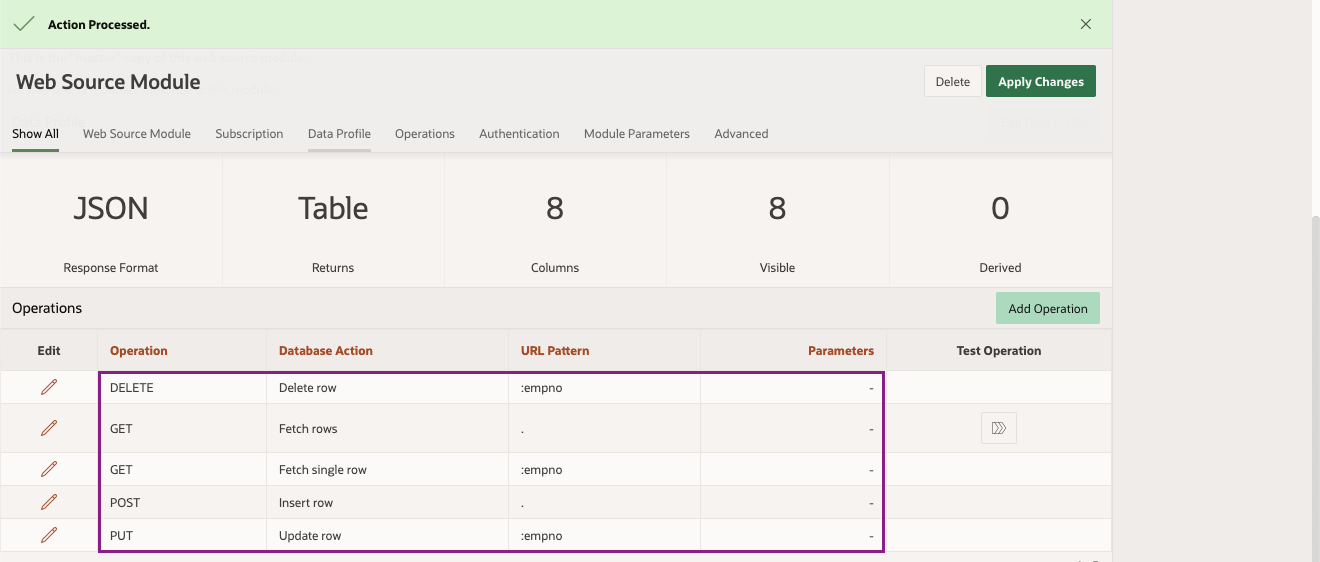 Action Processed.
Web Source Module
Delete
Apply Changes
Show All Web Source Module Subscription Data Profile Operations Authentication Module Parameters Advanced
JSON Table 8 8 0
Response Format Returns Columns Visible Derived
Operations
Add Operation
Edit Operation Database Action URL Pattern Parameters Test Operation
DELETE Delete row :empno -
GET Fetch rows . -
GET Fetch single row :empno -
POST Insert row . -
PUT Update row :empno -